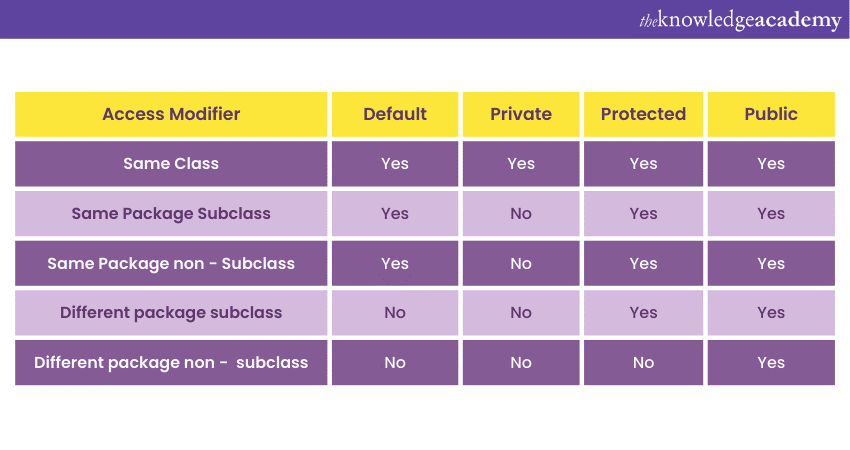 theknowledgeacademy
Access Modifier Default Private Protected Public
Same Class Yes Yes Yes Yes
Same Package Subclass Yes No Yes Yes
Same Package non - Subclass Yes No Yes Yes
Different package subclass No No Yes Yes
Different package non - subclass No No No Yes